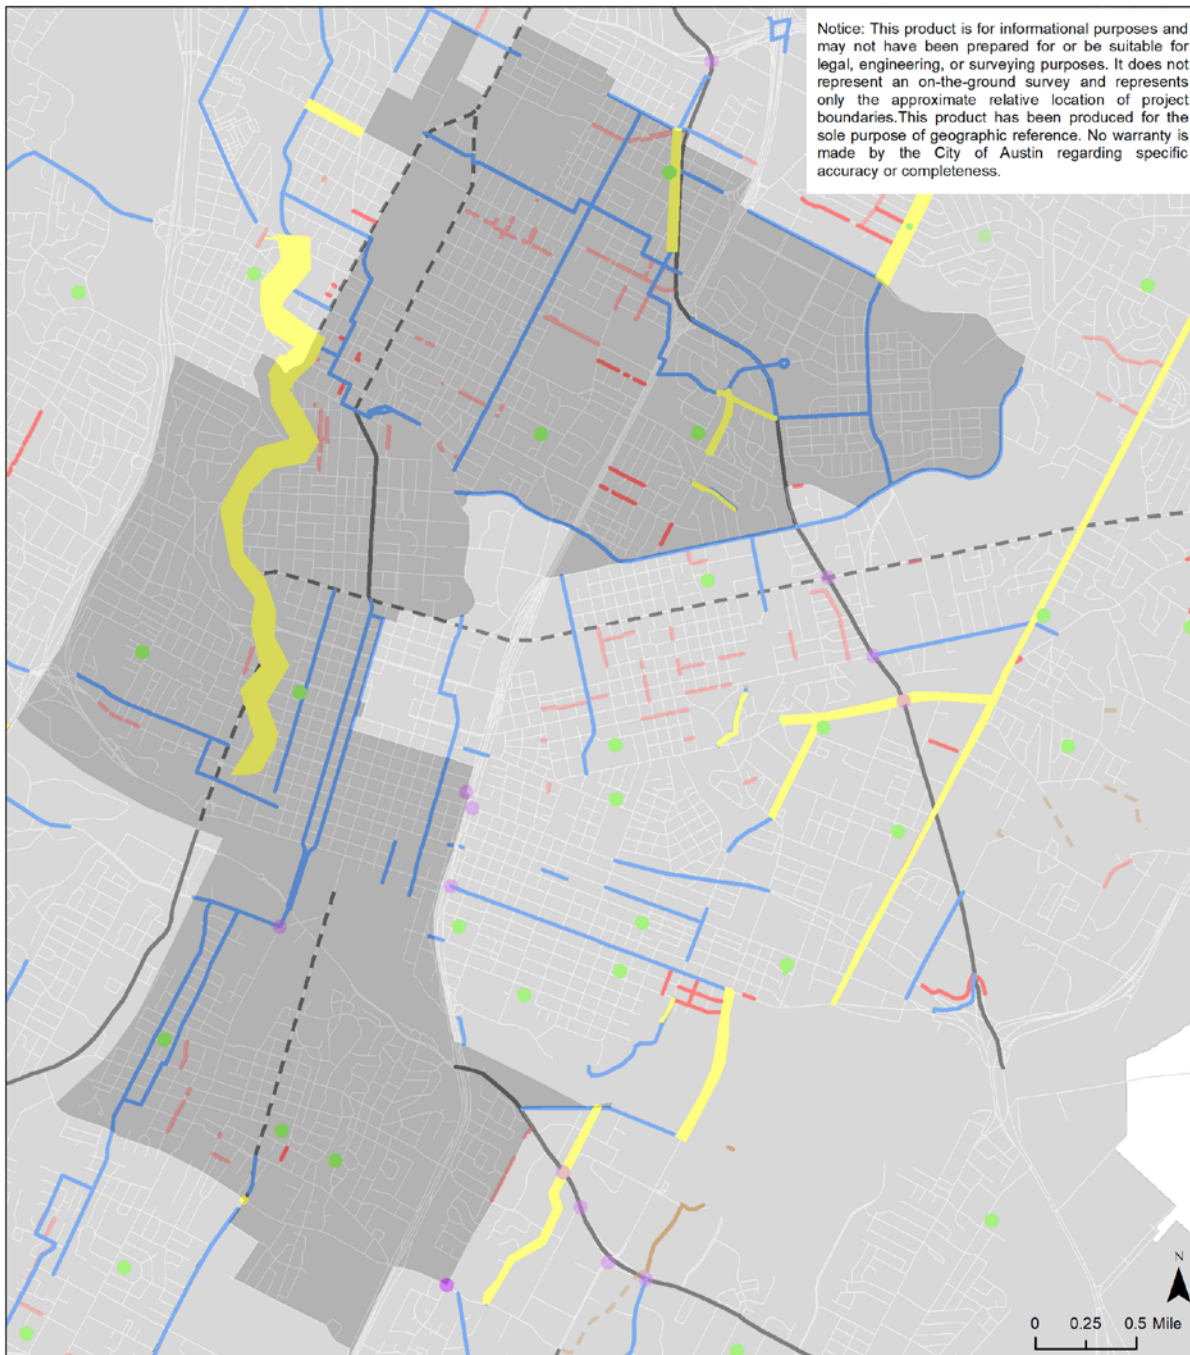 Notice: This product is for informational purposes and
may not have been prepared for or be suitable for
legal, engineering, or surveying purposes. It does not
represent an on-the-ground survey and represents
only the approximate relative location of project
boundaries.This product has been produced for the
sole purpose of geographic reference. No warranty is
made by the City of Austin regarding specific
accuracy or completeness.
N
0 0.25 0.5 Mile